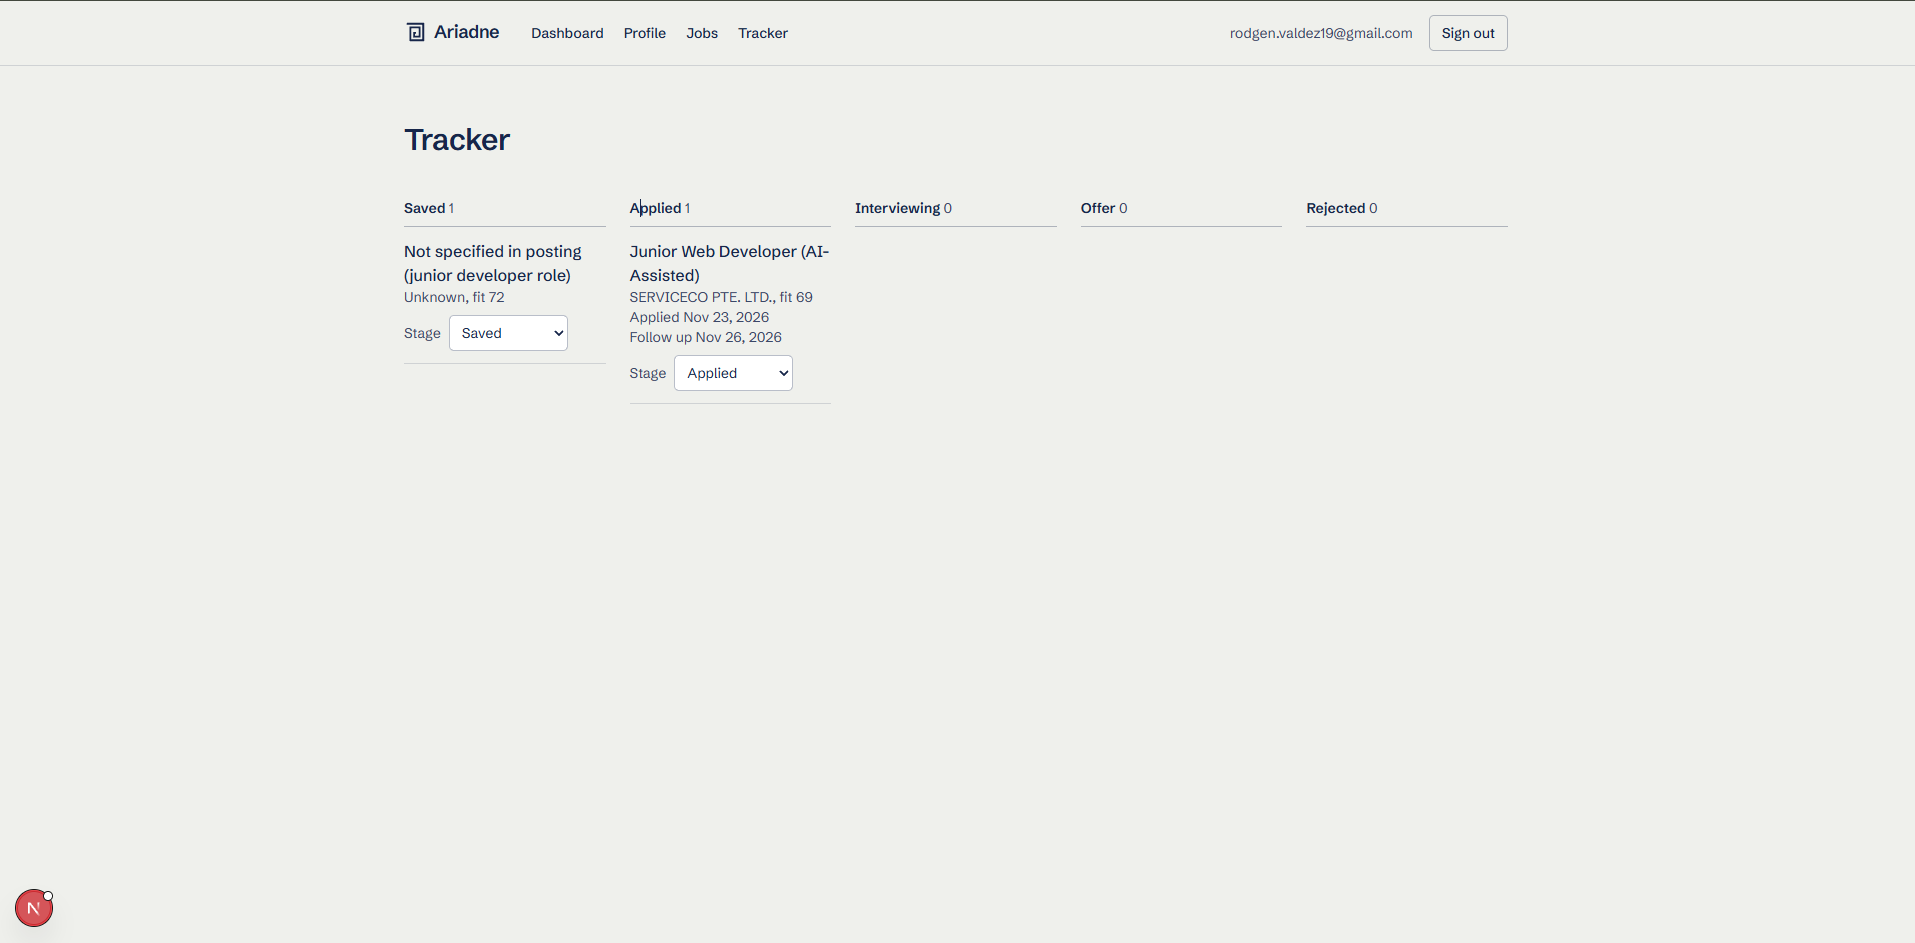 Ariadne
Dashboard
Profile
Jobs
Tracker
rodgen.valdez19@gmail.com
Sign out
Tracker
Saved 1
Not specified in posting
(junior developer role)
Unknown, fit 72
Stage
Saved
Applied 1
Junior Web Developer (AI-
Assisted)
SERVICECO PTE. LTD., fit 69
Applied Nov 23, 2026
Follow up Nov 26, 2026
Stage
Applied
Interviewing 0
Offer 0
Rejected 0
N